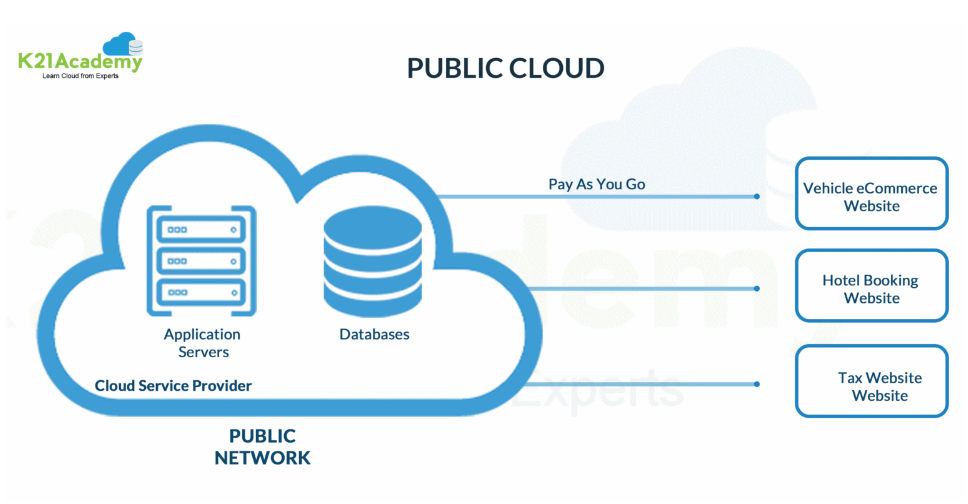 K21Academy
Learn Cloud from Experts
PUBLIC CLOUD
Pay As You Go
Vehicle eCommerce
Website
Hotel Booking
Website
Tax Website
Website
Application
Servers
Databases
Cloud Service Provider
PUBLIC
NETWORK